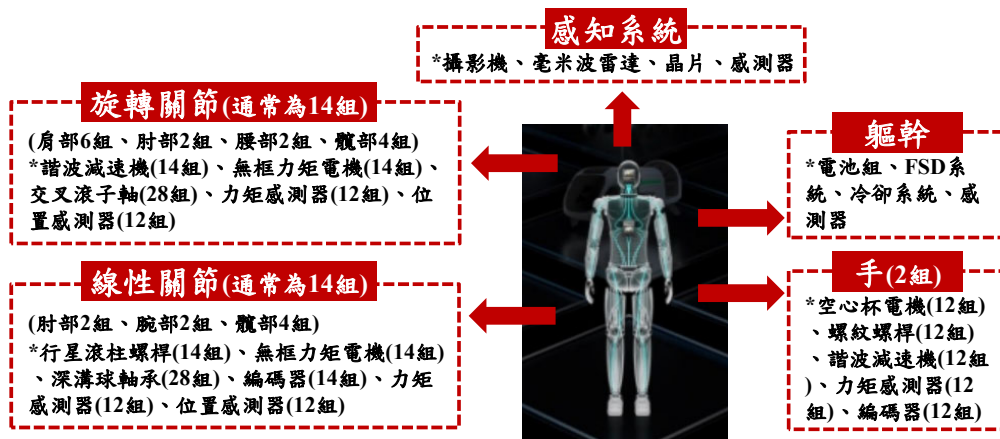 感知系統
*攝影機、毫米波雷達、晶片、感測器
旋轉關節(通常為14組)
(肩部6組、肘部2組、腰部2組、髖部4組)
*諧波減速機(14組)、無框力矩電機(14組)、
交叉滾子軸(28組)、力矩感測器(12組)、位
置感測器(12組)
線性關節(通常為14組)
(肘部2組、腕部2組、髖部4組)
*行星滾柱螺桿(14組)、無框力矩電機(14組)
、深溝球軸承(28組)、編碼器(14組)、力矩
感測器(12組)、位置感測器(12組)
軀幹
*電池組、FSD系
統、冷卻系統、感
測器
手(2組)
*空心杯電機(12組)
、螺紋螺桿(12組)
、諧波減速機(12組
)、力矩感測器(12
組)、編碼器(12組)